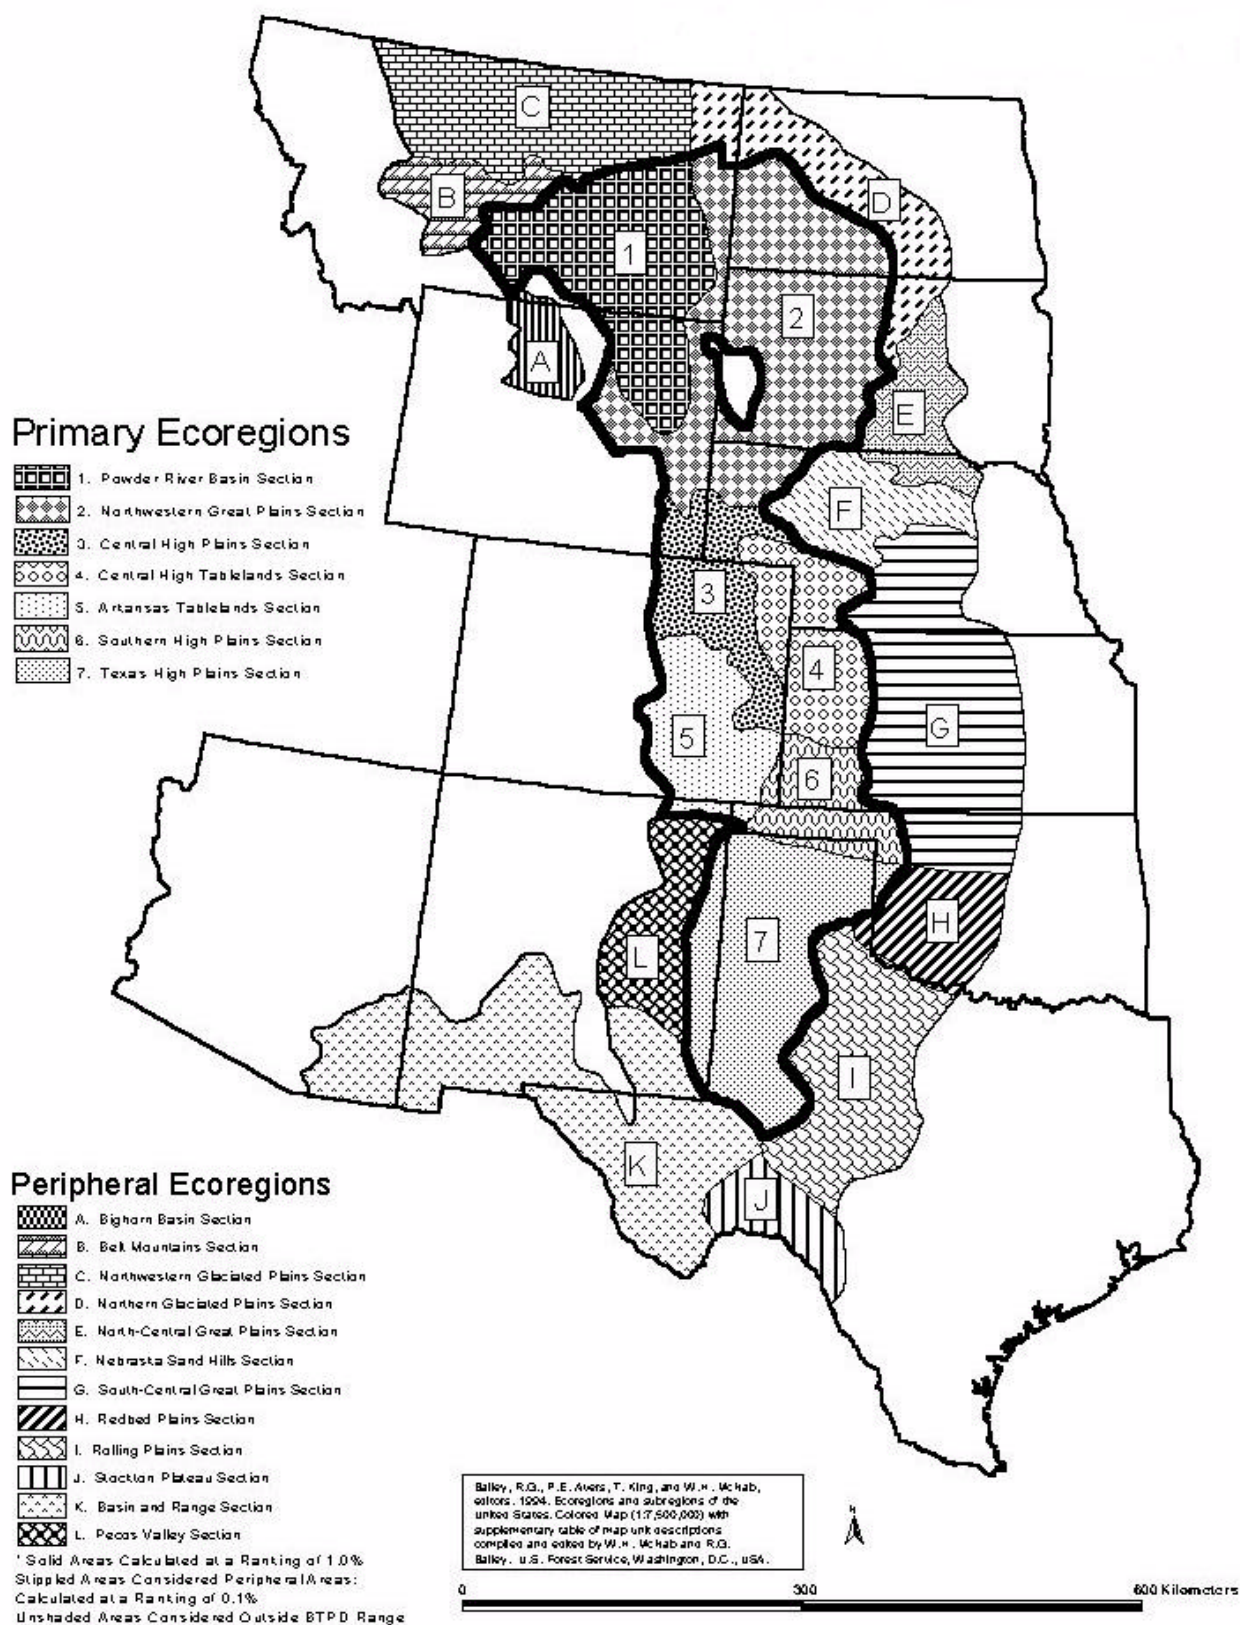 C
D
B
1
2
A
E
Primary Ecoregions
1. Powder River Basin Section
2. Northwestern Great Plains Section
3. Central High Plains Section
4. Central High Tablelands Section
5. Arkansas Tablelands Section
6. Southern High Plains Section
7. Texas High Plains Section
F
3
4
5
G
6
H
7
L
I
K
J
Peripheral Ecoregions
A. Bighorn Basin Section
B. Belt Mountains Section
C. Northwestern Glaciated Plains Section
D. Northern Glaciated Plains Section
E. North-Central Great Plains Section
F. Nebraska Sand Hills Section
G. South-Central Great Plains Section
H. Redbed Plains Section
I. Rolling Plains Section
J. Stockton Plateau Section
K. Basin and Range Section
L. Pecos Valley Section
* Solid Areas Calculated at a Ranking of 1.0%
Stippled Areas Considered Peripheral Areas:
Calculated at a Ranking of 0.1%
Unshaded Areas Considered Outside BTPD Range
Bailey, R.G., P.E. Avers, T. King, and W.H. McNab,
editors. 1994. Ecoregions and subregions of the
United States. Colored Map (1:7,500,000) with
supplementary table of map unit descriptions
compiled and edited by W.H. McNab and R.G.
Bailey. U.S. Forest Service, Washington, D.C., USA.
N
0 300 600 Kilometers